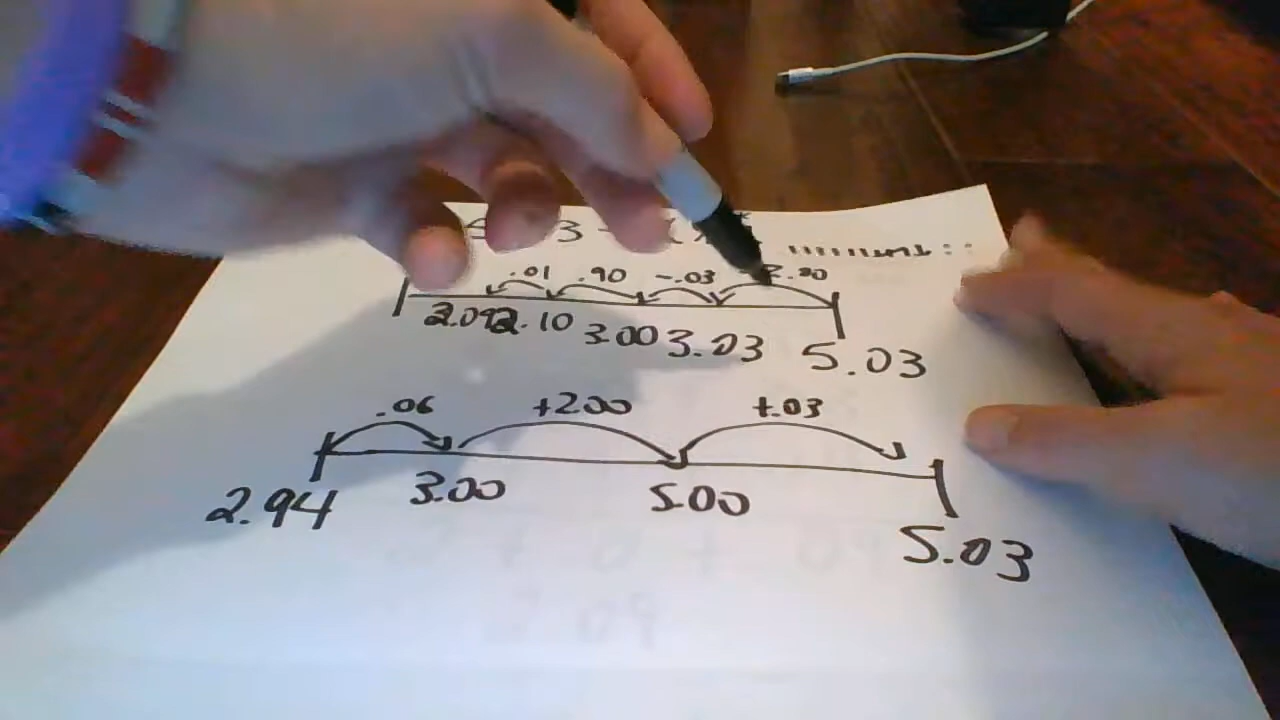 .01 .90 -.03
2.09 2.10 3.00 3.03 5.03
.06 +2.00 +.03
2.94 3.00 5.00 5.03